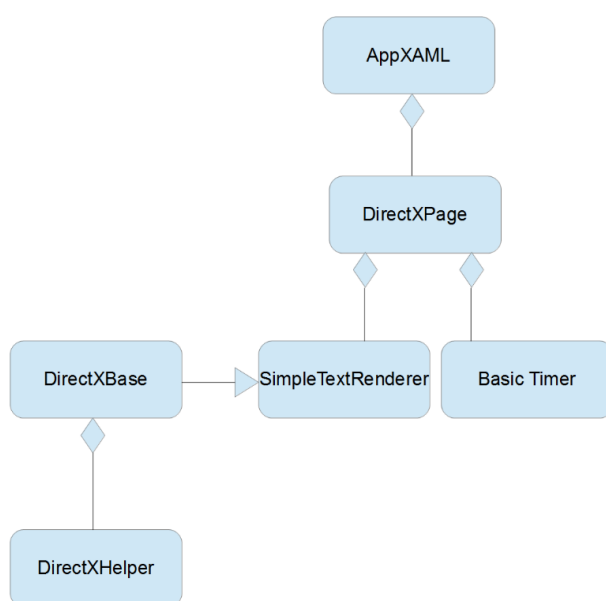 AppXAML
DirectXPage
DirectXBase
SimpleTextRenderer
Basic Timer
DirectXHelper